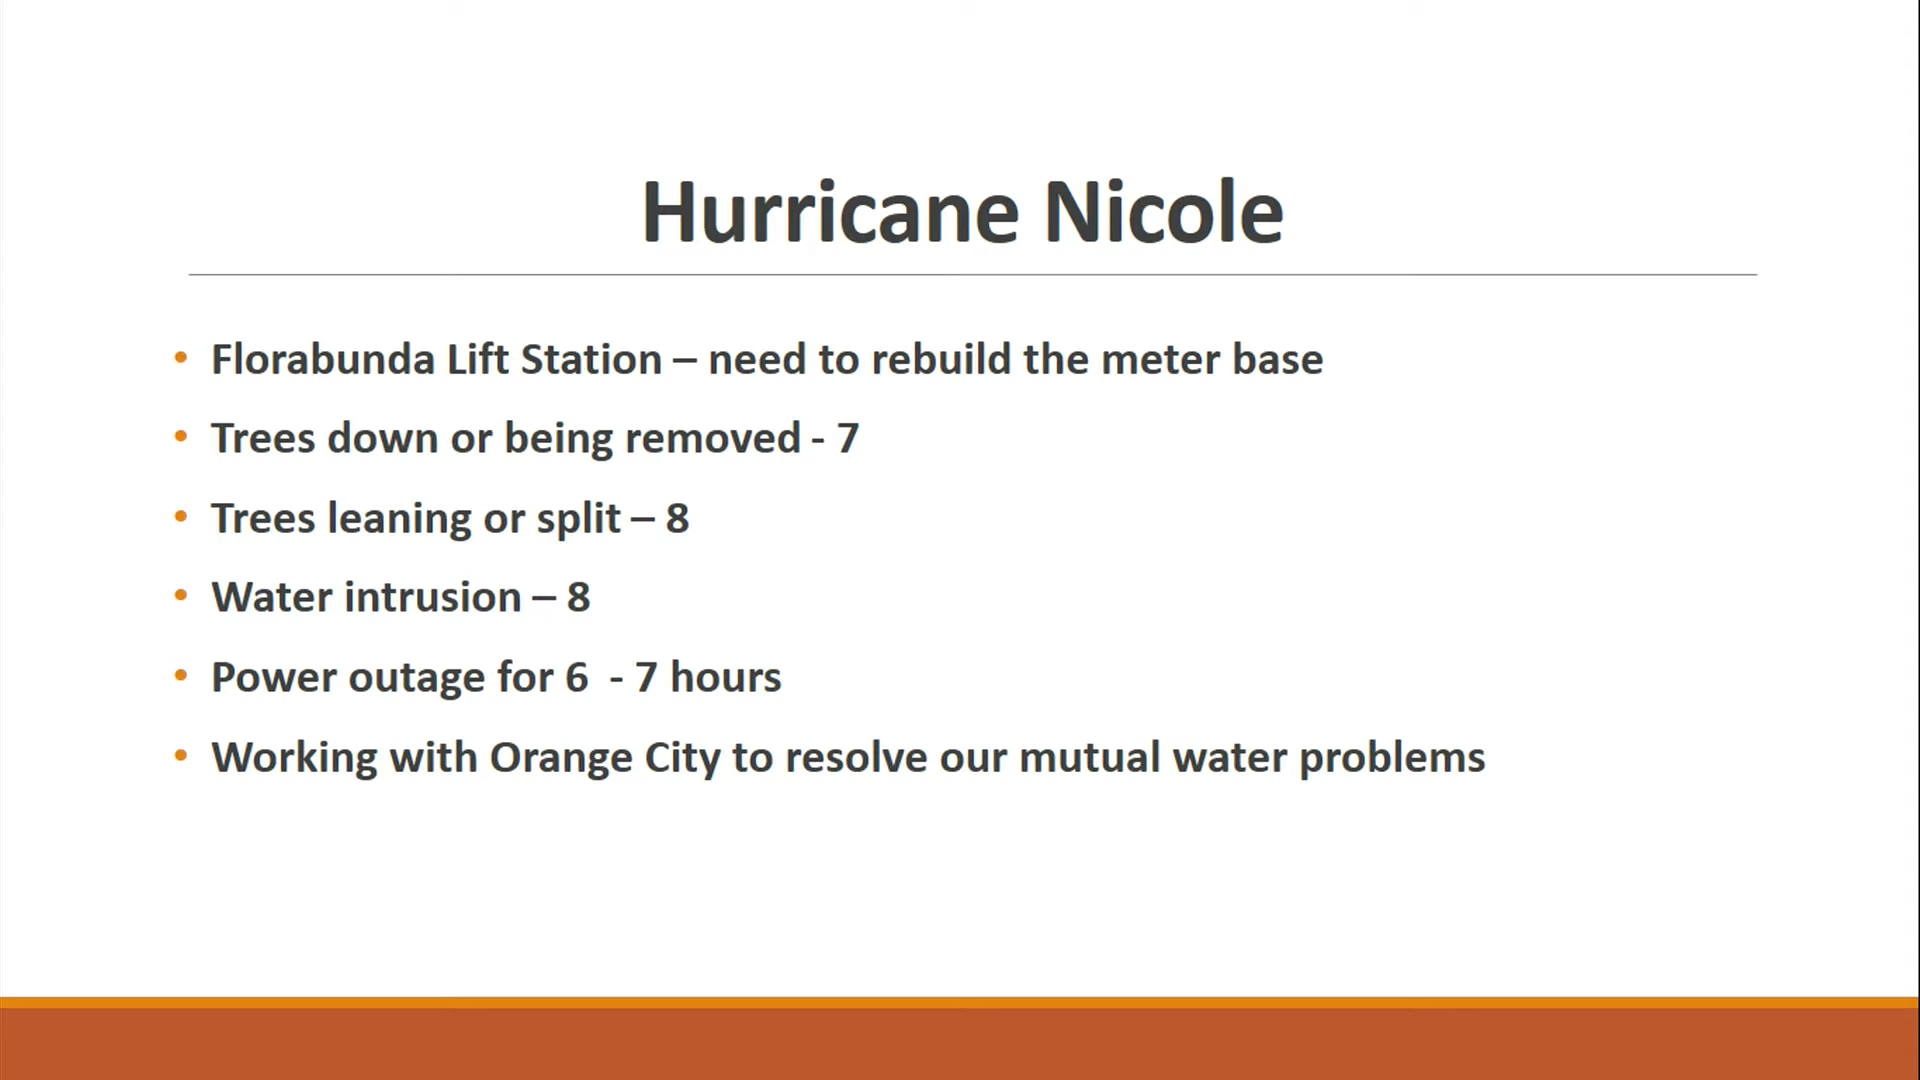 Hurricane Nicole
• Florabunda Lift Station – need to rebuild the meter base
• Trees down or being removed - 7
• Trees leaning or split – 8
• Water intrusion – 8
• Power outage for 6  - 7 hours
• Working with Orange City to resolve our mutual water problems